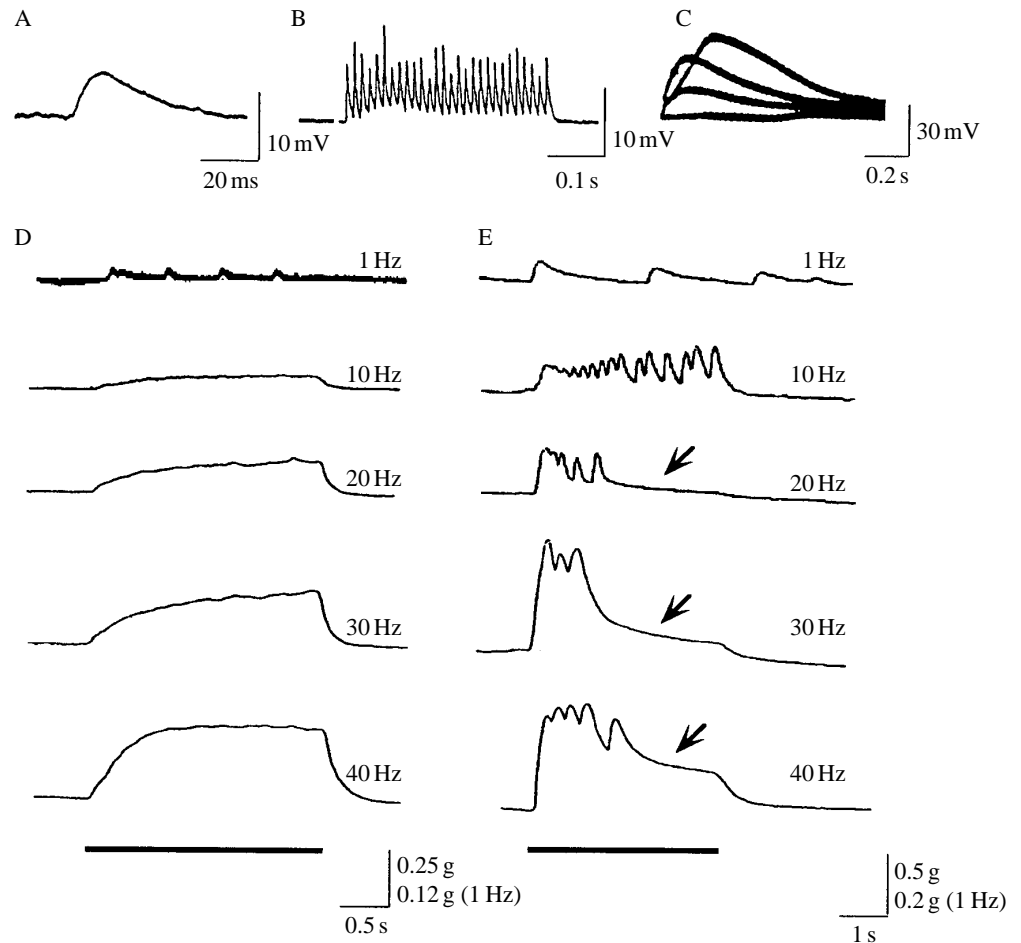 A
B
C
10 mV
20 ms
10 mV
0.1 s
30 mV
0.2 s
D
E
1 Hz
1 Hz
10 Hz
10 Hz
20 Hz
20 Hz
30 Hz
30 Hz
40 Hz
40 Hz
0.25 g
0.12 g (1 Hz)
0.5 s
0.5 g
0.2 g (1 Hz)
1 s